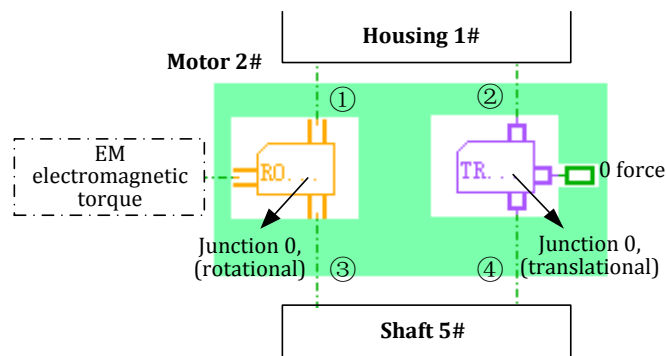 Housing 1#
Motor 2#
①
②
EM
electromagnetic
torque
RO...
TR...
0 force
Junction 0,
(rotational)
③
④
Junction 0,
(translational)
Shaft 5#